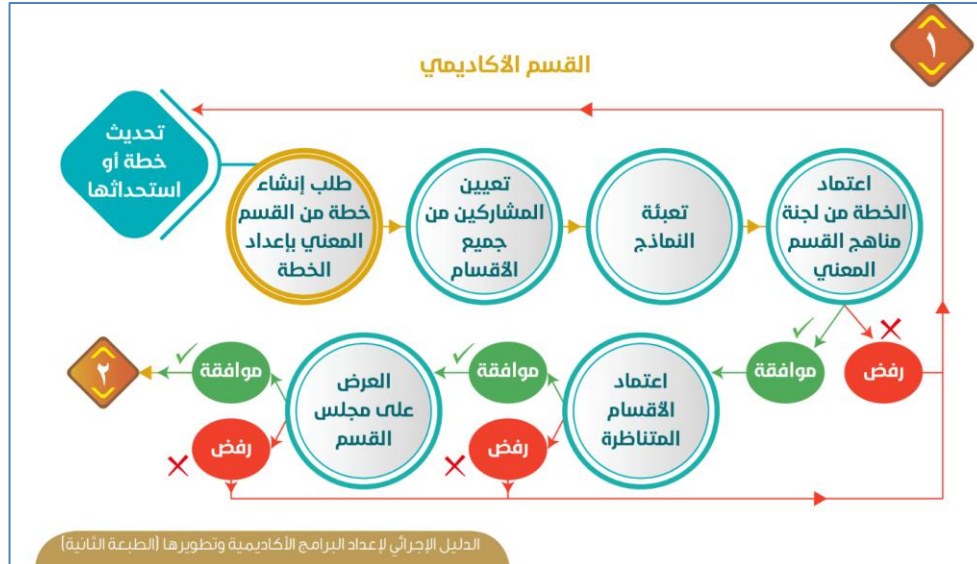 ١
القسم الأكاديمي
تحديث
خطة أو
استحداثها
طلب إنشاء
خطة من القسم
المعني بإعداد
الخطة
تعيين
المشاركين من
جميع
الأقسام
تعبئة
النماذج
اعتماد
الخطة من لجنة
مناهج القسم
المعني
رفض
موافقة
اعتماد
الأقسام
المتناظرة
موافقة
رفض
العرض
على مجلس
القسم
موافقة
رفض
٢
الدليل الإجرائي لإعداد البرامج الأكاديمية وتطويرها (الطبعة الثانية)